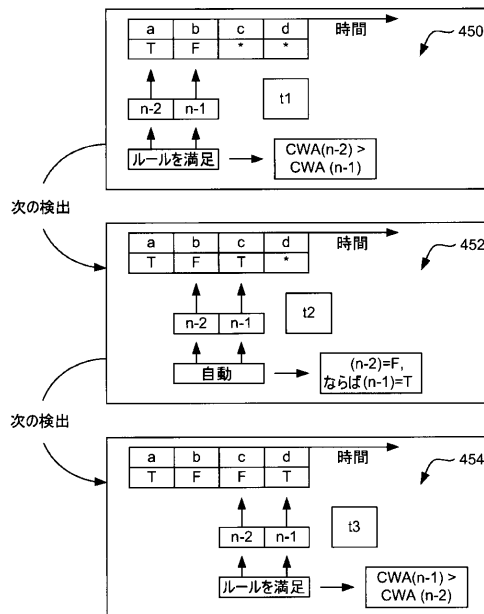 a b c d 時間
T F * *
450
n-2 n-1 t1
ルールを満足
CWA(n-2) >
CWA (n-1)
次の検出
a b c d 時間
T F T *
452
n-2 n-1 t2
自動
(n-2)=F,
ならば(n-1)=T
次の検出
a b c d 時間
T F F T
454
n-2 n-1 t3
ルールを満足
CWA(n-1) >
CWA (n-2)